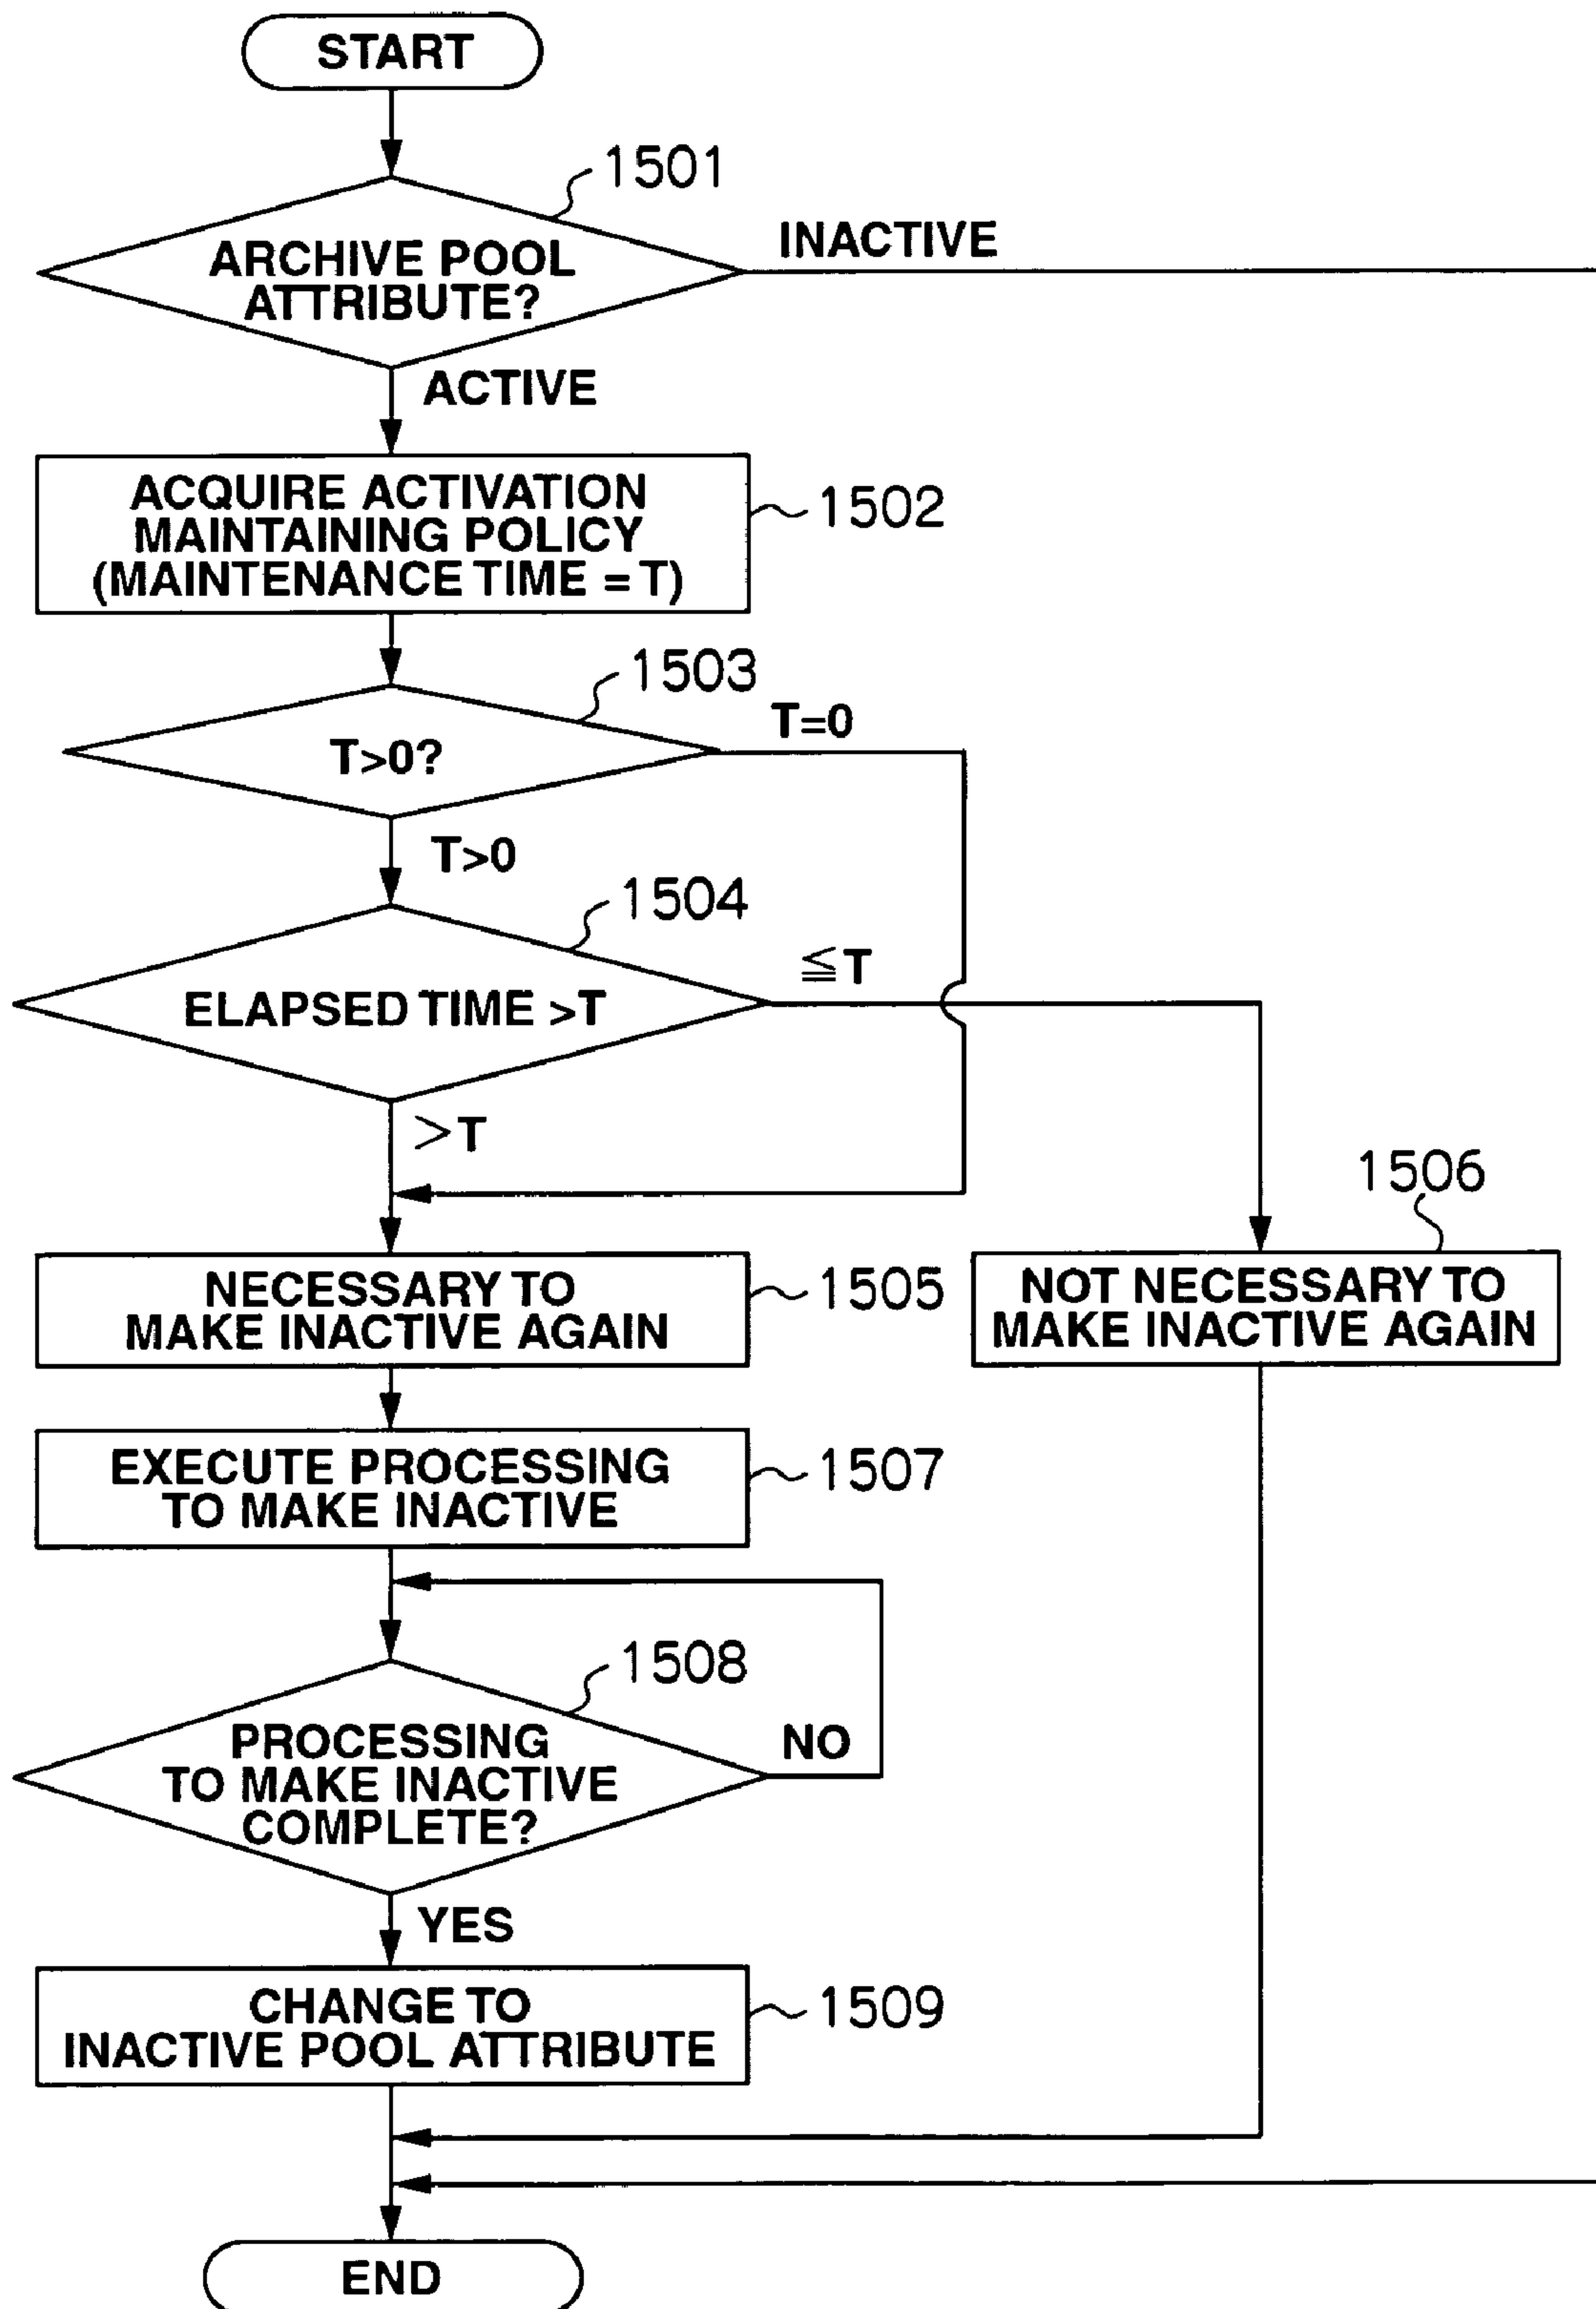 START
1501
ARCHIVE POOL
ATTRIBUTE?
INACTIVE
ACTIVE
ACQUIRE ACTIVATION
MAINTAINING POLICY
(MAINTENANCE TIME = T)
1502
1503
T>0?
T=0
T>0
1504
ELAPSED TIME >T
≦T
>T
1506
NECESSARY TO
MAKE INACTIVE AGAIN
1505
NOT NECESSARY TO
MAKE INACTIVE AGAIN
EXECUTE PROCESSING
TO MAKE INACTIVE
1507
1508
PROCESSING
TO MAKE INACTIVE
COMPLETE?
NO
YES
CHANGE TO
INACTIVE POOL ATTRIBUTE
1509
END